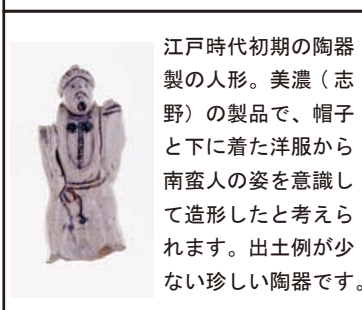 江戸時代初期の陶器
製の人形。美濃（志
野）の製品で、帽子
と下に着た洋服から
南蛮人の姿を意識し
て造形したと考えら
れます。出土例が少
ない珍しい陶器です。